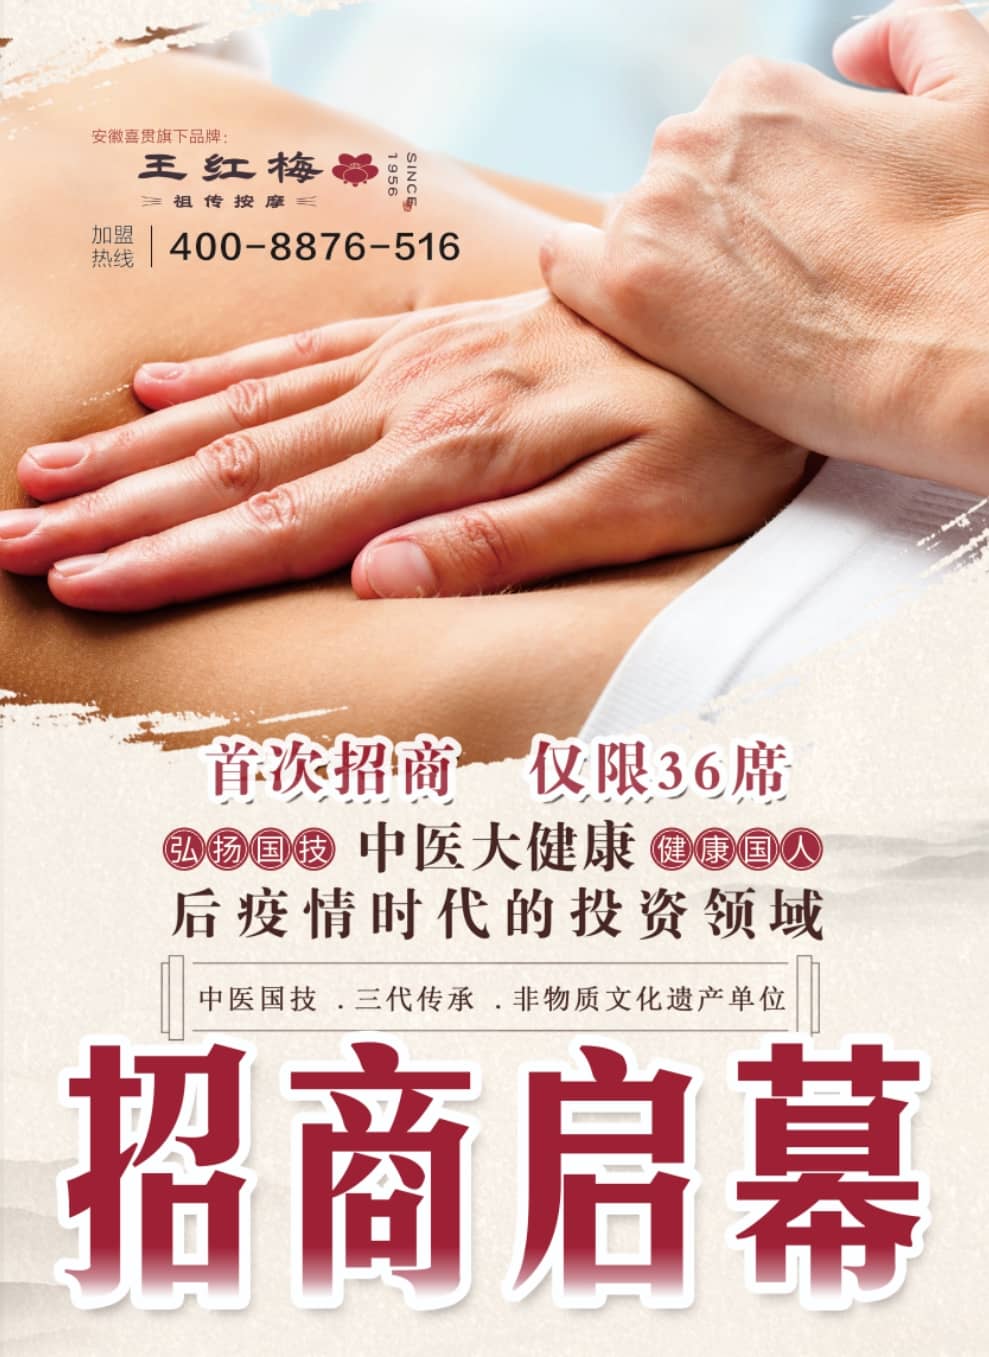 安徽喜贯旗下品牌：
王红梅
SINCE 1956
祖传按摩
加盟热线 400-8876-516
首次招商 仅限36席
弘扬国技 中医大健康 健康国人
后疫情时代的投资领域
中医国技 .三代传承 .非物质文化遗产单位
招商启幕